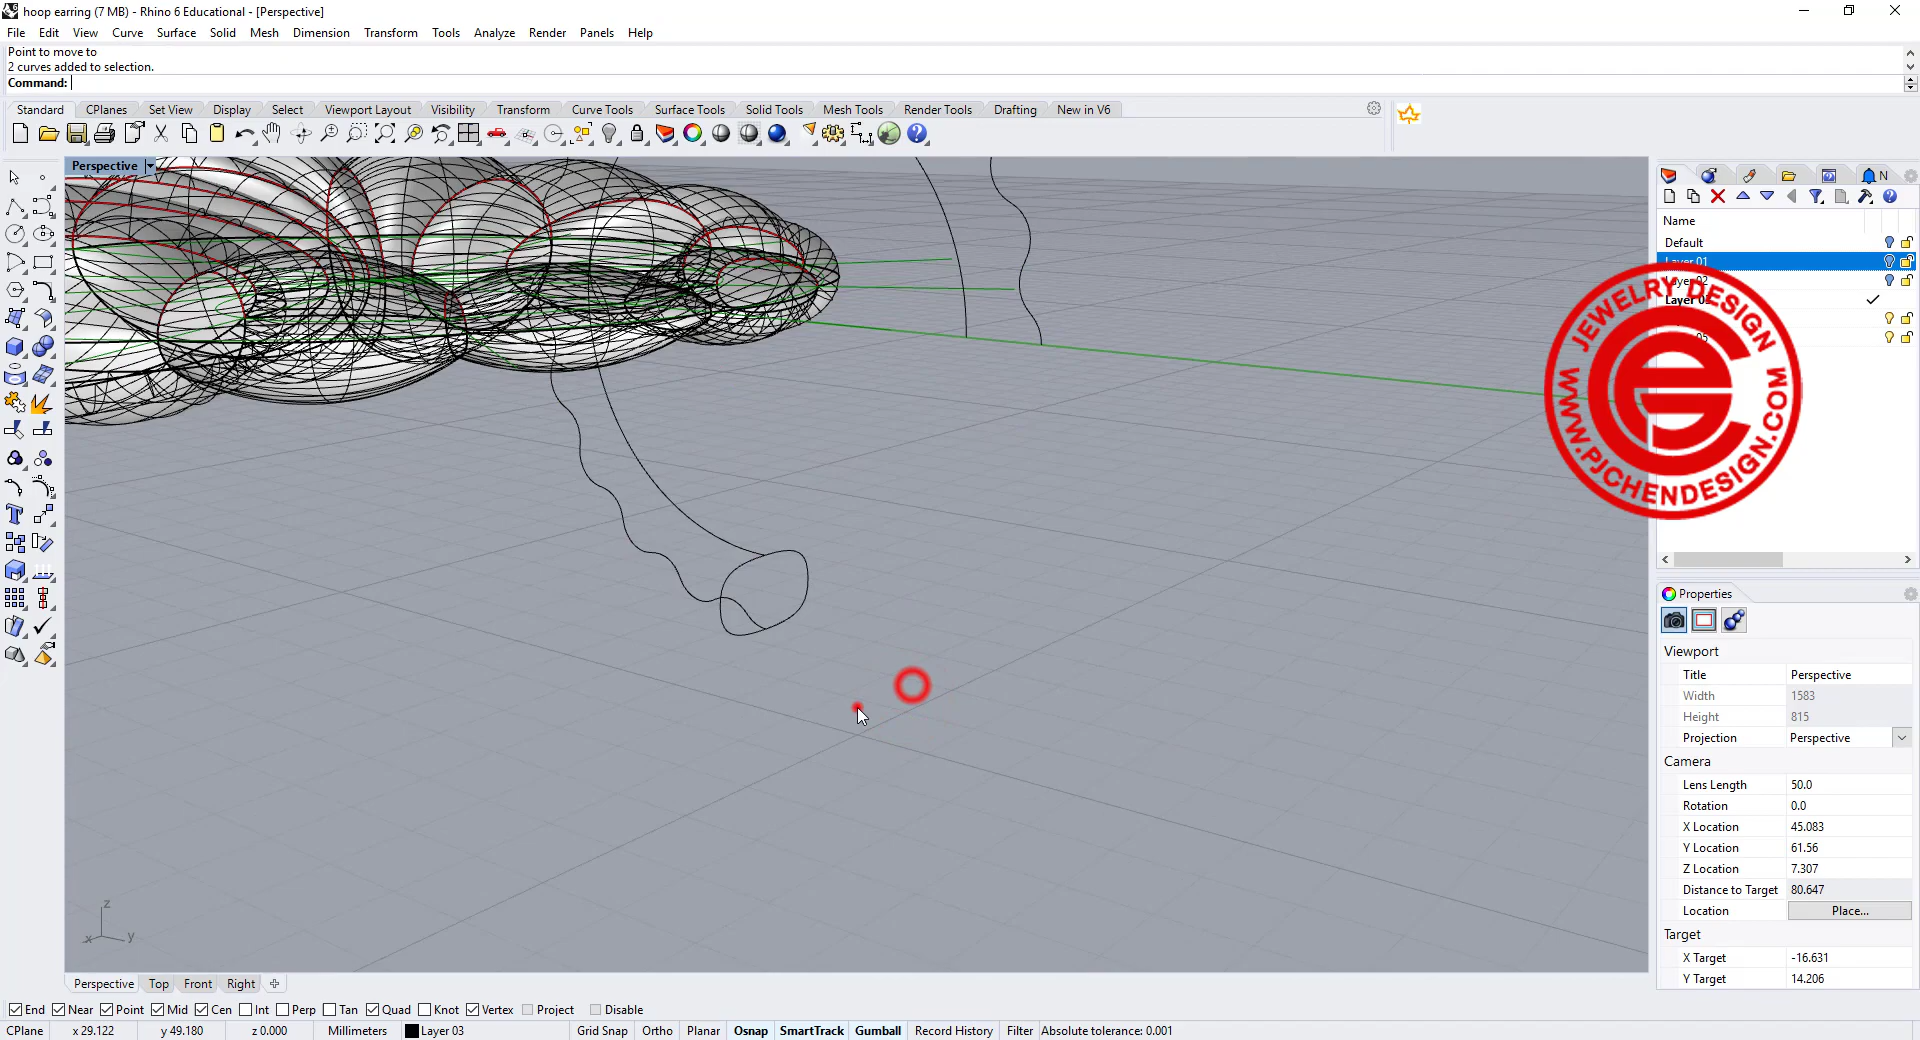 hoop earring (7 MB) - Rhino 6 Educational - [Perspective]
File Edit View Curve Surface Solid Mesh Dimension Transform Tools Analyze Render Panels Help
Point to move to
2 curves added to selection.
Command:
Standard CPlanes Set View Display Select Viewport Layout Visibility Transform Curve Tools Surface Tools Solid Tools Mesh Tools Render Tools Drafting New in V6
Perspective
N
Name
Default
Layer 01
Layer 02
Layer 0
05
JEWELRY DESIGN
WWW.PJCHENDESIGN.COM
Properties
Viewport
Title Perspective
Width 1583
Height 815
Projection Perspective
Camera
Lens Length 50.0
Rotation 0.0
X Location 45.083
Y Location 61.56
Z Location 7.307
Distance to Target 80.647
Location Place...
Target
X Target -16.631
Y Target 14.206
z
x y
Perspective Top Front Right
End Near Point Mid Cen Int Perp Tan Quad Knot Vertex Project Disable
CPlane x 29.122 y 49.180 z 0.000 Millimeters Layer 03 Grid Snap Ortho Planar Osnap SmartTrack Gumball Record History Filter Absolute tolerance: 0.001